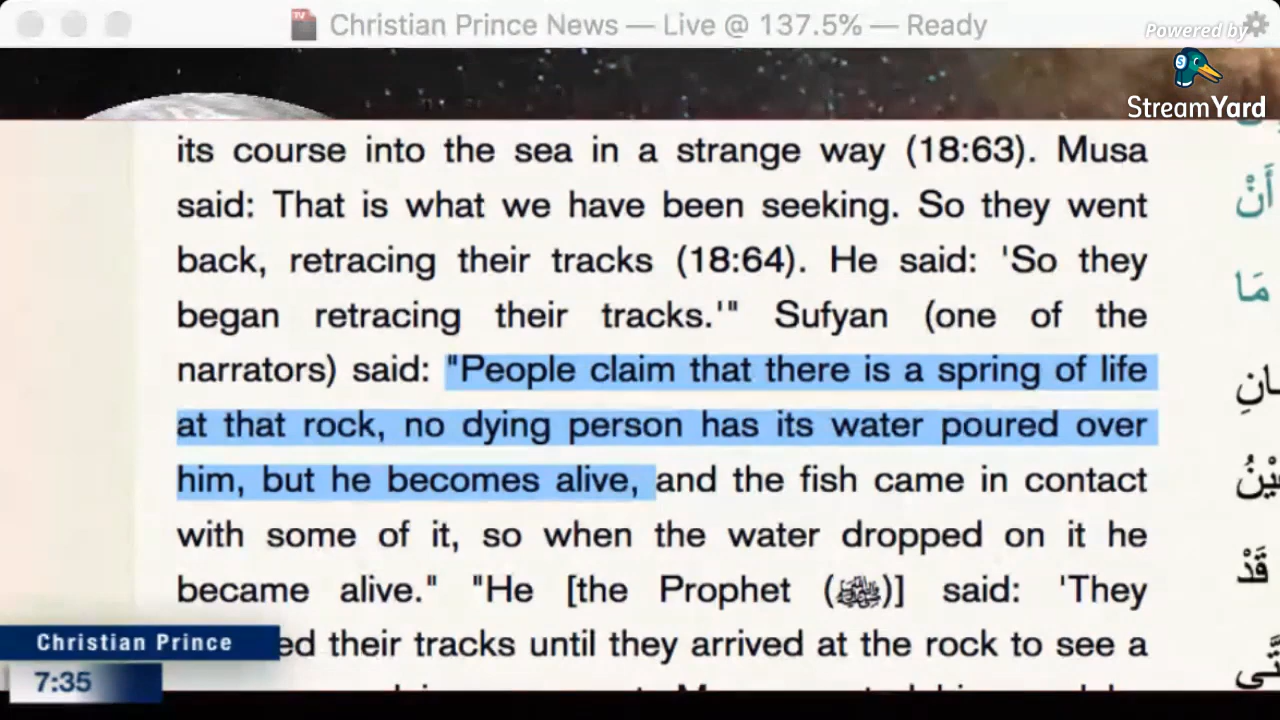 Christian Prince News — Live @ 137.5% — Ready
Powered by
StreamYard
its course into the sea in a strange way (18:63). Musa
said: That is what we have been seeking. So they went
back, retracing their tracks (18:64). He said: 'So they
began retracing their tracks.'" Sufyan (one of the
narrators) said: "People claim that there is a spring of life
at that rock, no dying person has its water poured over
him, but he becomes alive, and the fish came in contact
with some of it, so when the water dropped on it he
became alive." "He [the Prophet (ﷺ)] said: 'They
ed their tracks until they arrived at the rock to see a
أَنْ
مَا
قَدْ
Christian Prince
7:35